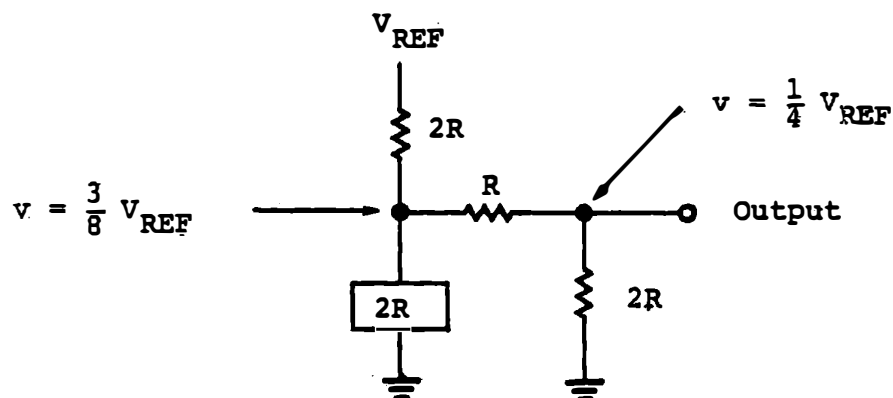 V_REF
2R
v = 1/4 V_REF
R
v = 3/8 V_REF
Output
2R
2R